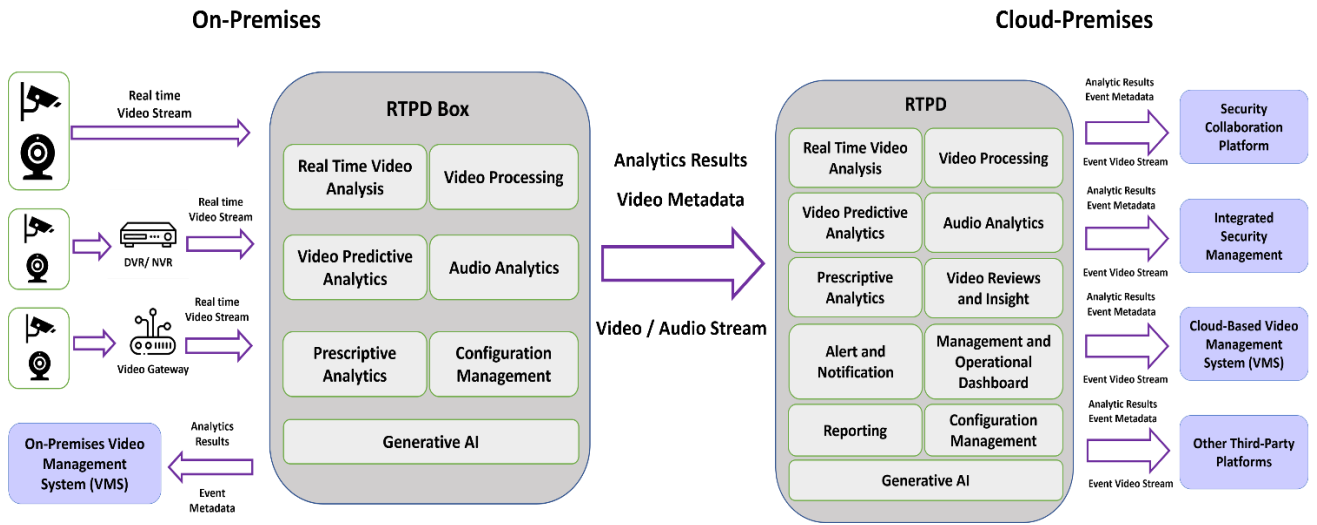 On-Premises
Cloud-Premises
Real time
Video Stream
Real time
Video Stream
DVR/ NVR
Real time
Video Stream
Video Gateway
On-Premises Video
Management
System (VMS)
Analytics
Results
Event
Metadata
RTPD Box
Real Time Video
Analysis
Video Processing
Video Predictive
Analytics
Audio Analytics
Prescriptive
Analytics
Configuration
Management
Generative AI
Analytics Results
Video Metadata
Video / Audio Stream
RTPD
Real Time Video
Analysis
Video Processing
Video Predictive
Analytics
Audio Analytics
Prescriptive
Analytics
Video Reviews
and Insight
Alert and
Notification
Management and
Operational
Dashboard
Reporting
Configuration
Management
Generative AI
Analytic Results
Event Metadata
Event Video Stream
Security
Collaboration
Platform
Analytic Results
Event Metadata
Event Video Stream
Integrated
Security
Management
Analytic Results
Event Metadata
Event Video Stream
Cloud-Based Video
Management
System (VMS)
Analytic Results
Event Metadata
Event Video Stream
Other Third-Party
Platforms